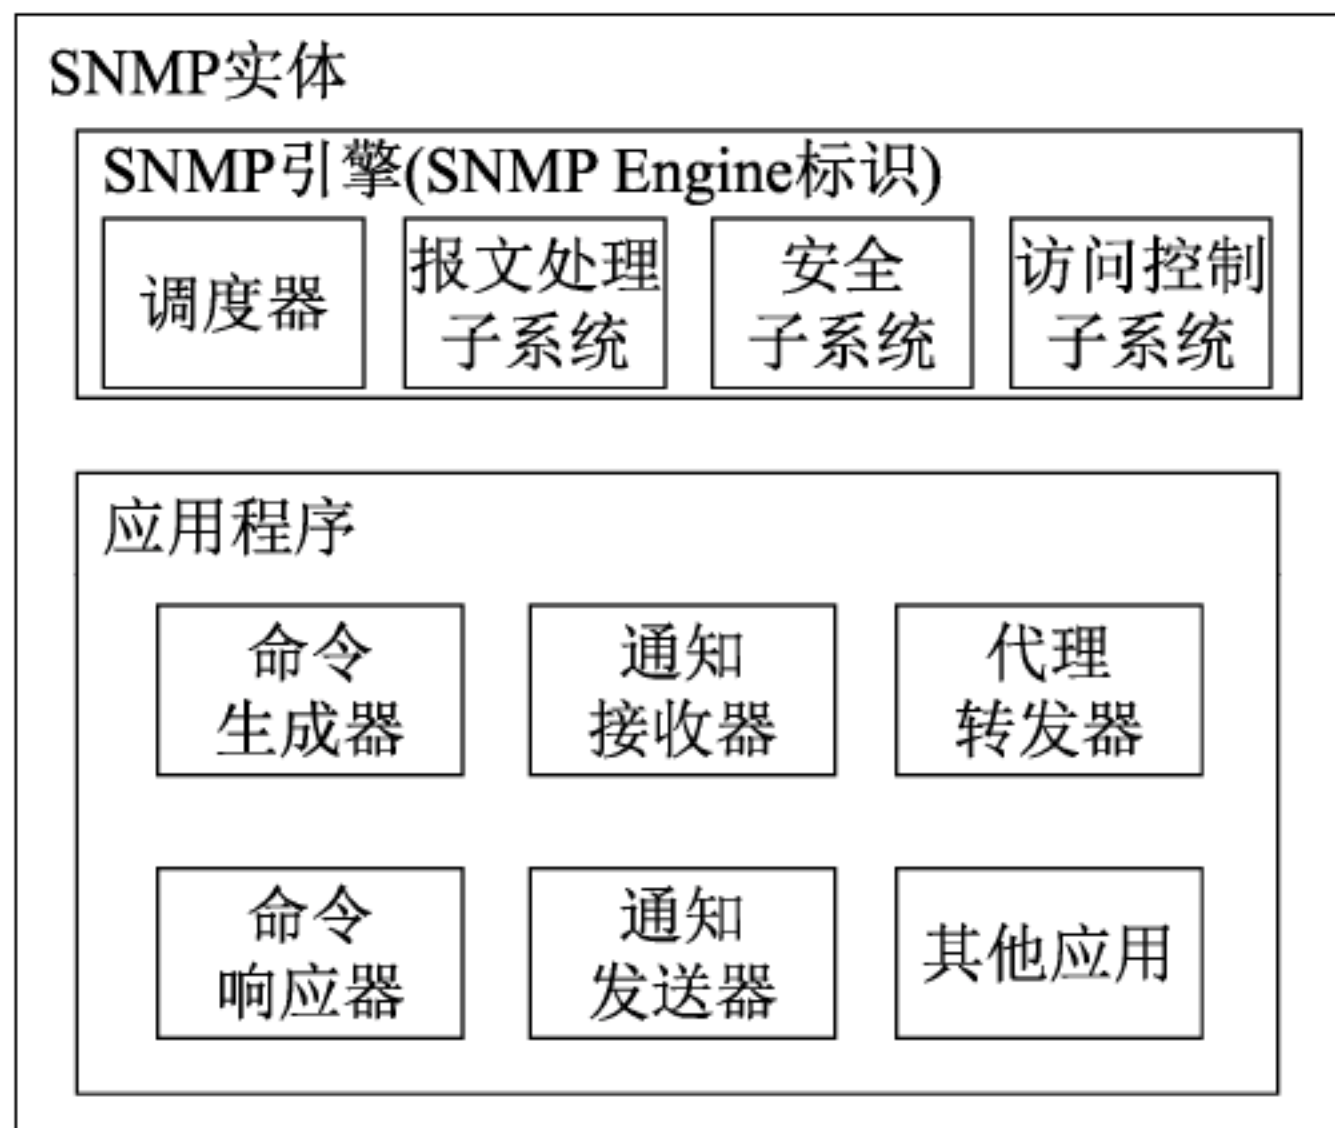 SNMP实体
SNMP引擎(SNMP Engine标识)
调度器
报文处理
子系统
安全
子系统
访问控制
子系统
应用程序
命令
生成器
通知
接收器
代理
转发器
命令
响应器
通知
发送器
其他应用